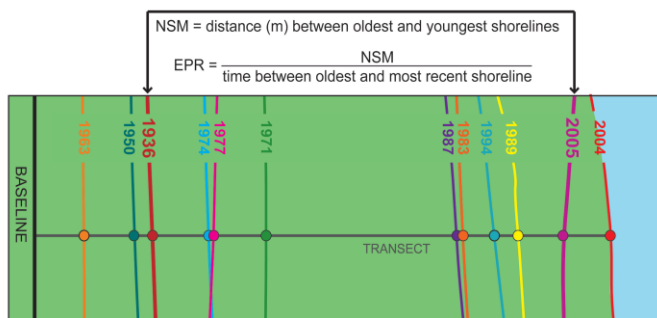 NSM = distance (m) between oldest and youngest shorelines
EPR = NSM
time between oldest and most recent shoreline
BASELINE
1963
1950
1936
1974
1977
1971
1987
1983
1994
1989
2005
2004
TRANSECT